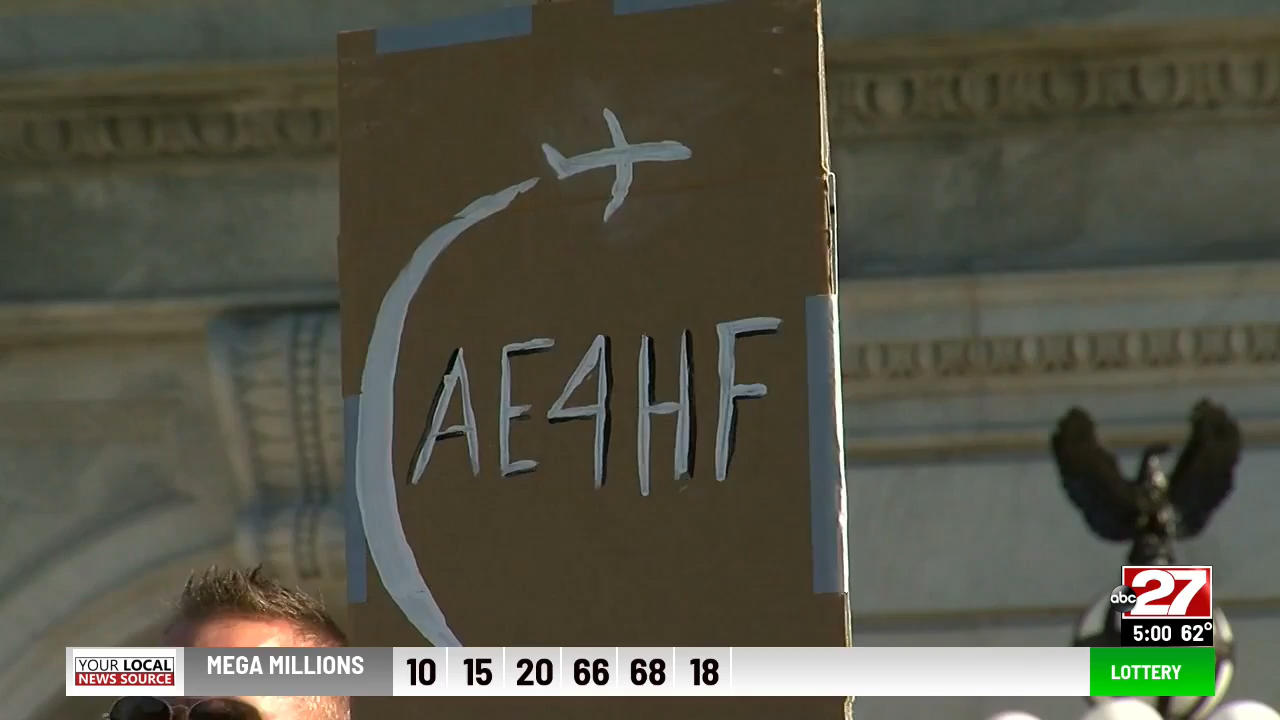 AE4HF
abc 27
5:00 62°
YOUR LOCAL
NEWS SOURCE
MEGA MILLIONS 10 15 20 66 68 18
LOTTERY